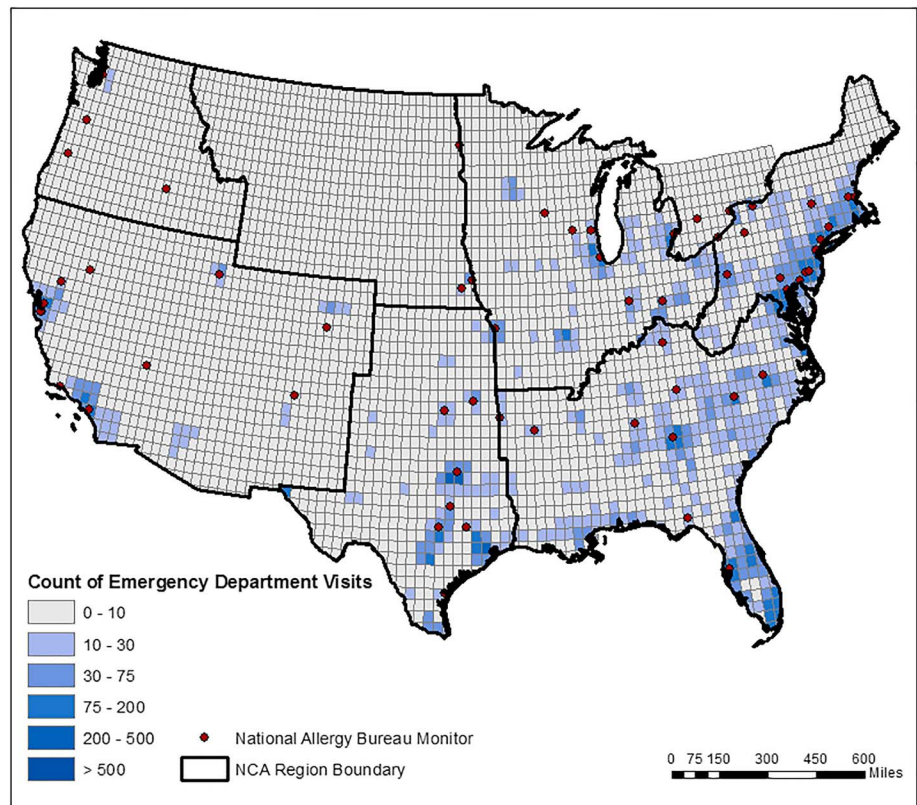 Count of Emergency Department Visits
0 - 10
10 - 30
30 - 75
75 - 200
200 - 500
> 500
National Allergy Bureau Monitor
NCA Region Boundary
0 75 150 300 450 600
Miles